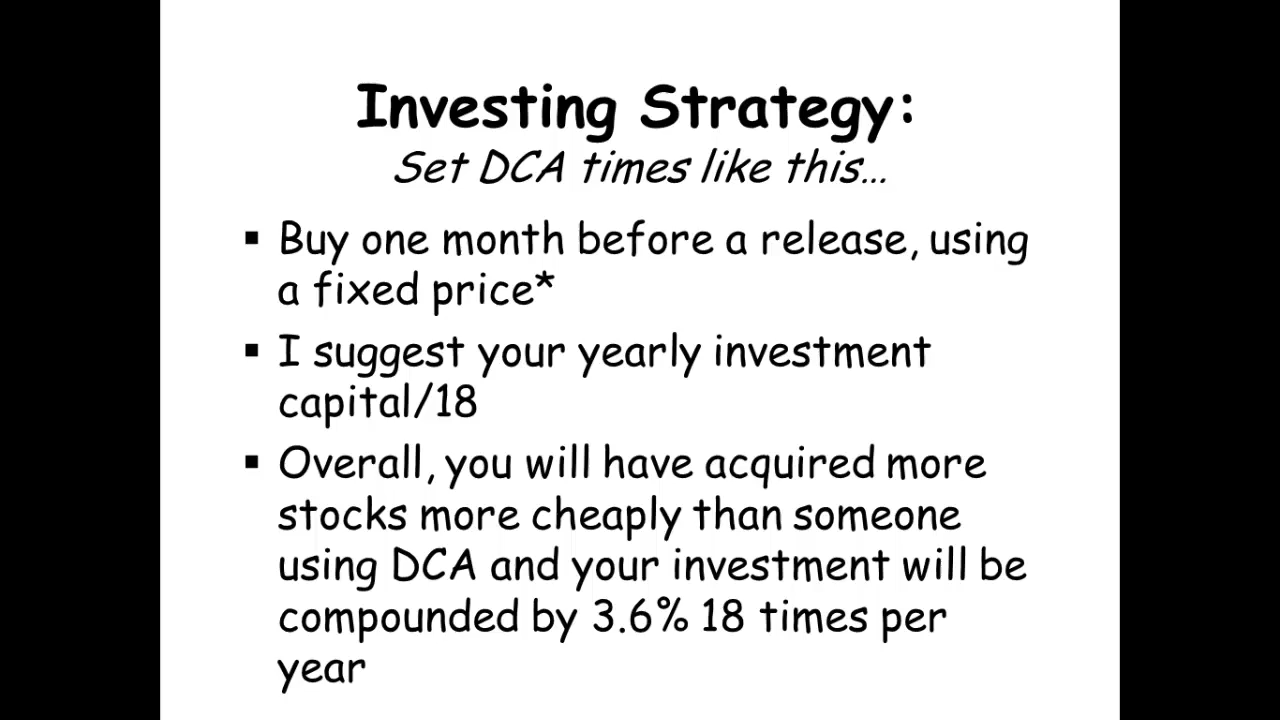 Investing Strategy:
Set DCA times like this…
▪ Buy one month before a release, using
a fixed price*
▪ I suggest your yearly investment
capital/18
▪ Overall, you will have acquired more
stocks more cheaply than someone
using DCA and your investment will be
compounded by 3.6% 18 times per
year